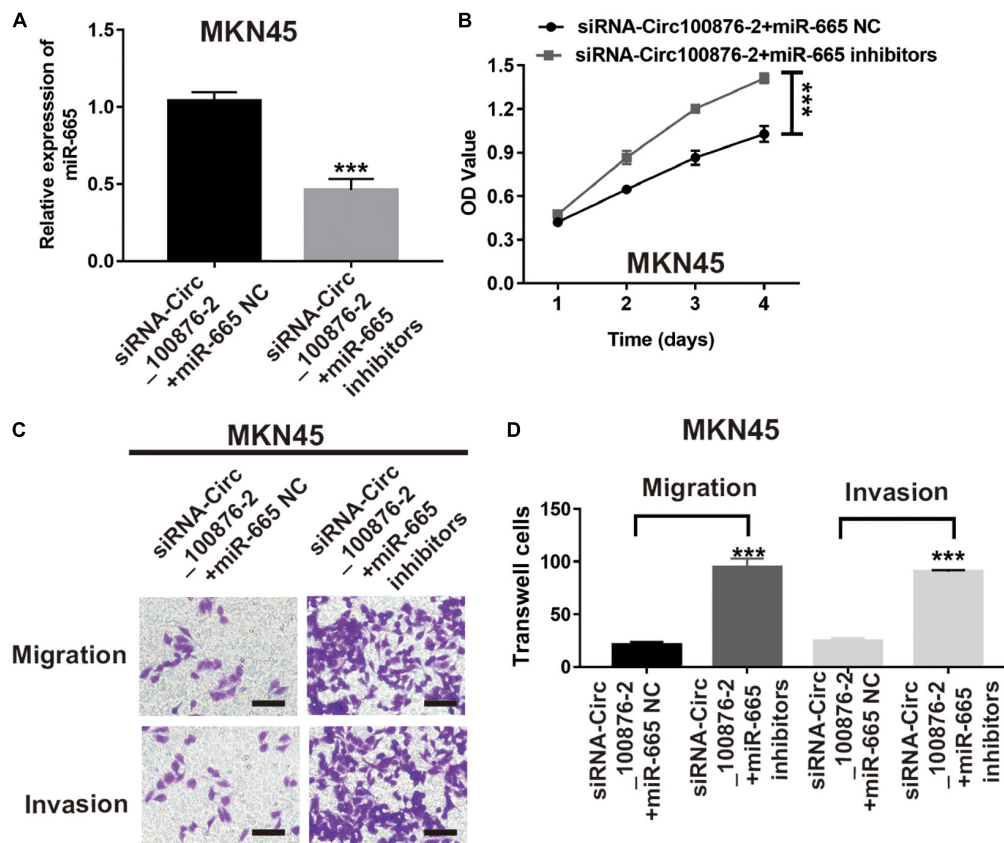 A
MKN45
Relative expresssion of
miR-665
1.5
1.0
0.5
0.0
***
siRNA-Circ
_100876-2
+miR-665 NC
siRNA-Circ
_100876-2
+miR-665
inhibitors
B
siRNA-Circ100876-2+miR-665 NC
siRNA-Circ100876-2+miR-665 inhibitors
OD Value
1.5
1.2
0.9
0.6
0.3
0.0
***
MKN45
1 2 3 4
Time (days)
C
MKN45
siRNA-Circ
_100876-2
+miR-665 NC
siRNA-Circ
_100876-2
+miR-665
inhibitors
Migration
Invasion
D
MKN45
Migration
Invasion
Transwell cells
150
100
50
0
***
***
siRNA-Circ
_100876-2
+miR-665 NC
siRNA-Circ
_100876-2
+miR-665
inhibitors
siRNA-Circ
_100876-2
+miR-665 NC
siRNA-Circ
_100876-2
+miR-665
inhibitors